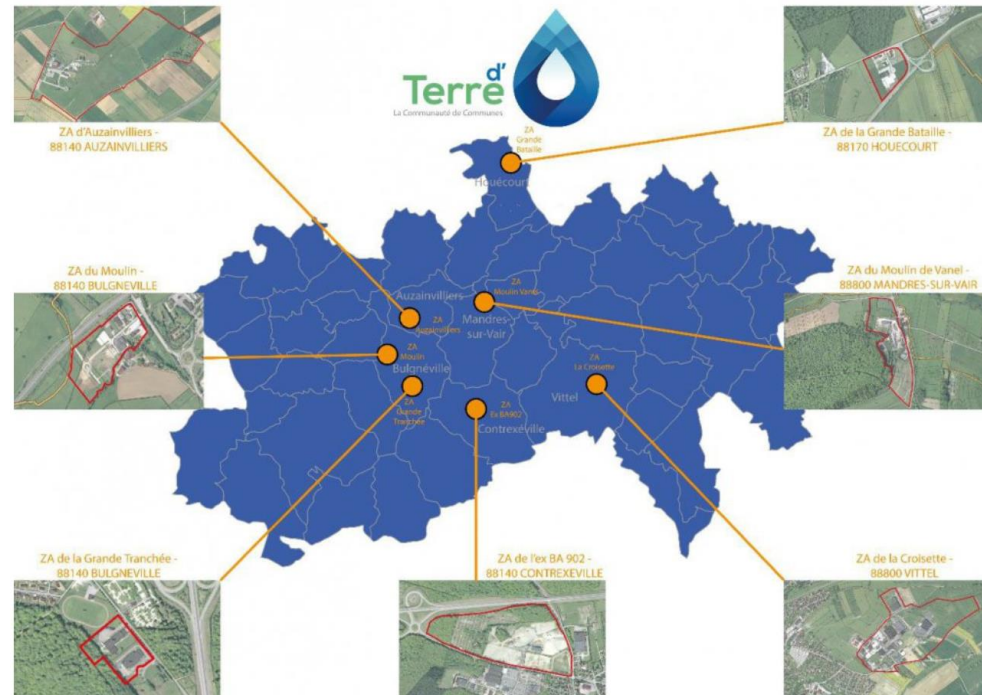 Terre d'
La Communauté de Communes
ZA d'Auzainvilliers -
88140 AUZAINVILLIERS
ZA de la Grande Bataille -
88170 HOUECOURT
ZA
Grande
Bataille
Houécourt
ZA du Moulin -
88140 BULGNEVILLE
ZA du Moulin de Vanel -
88800 MANDRES-SUR-VAIR
Auzainvilliers
ZA
Auzainvilliers
ZA
Moulin Vanel
Mandres-
sur-Vair
ZA
Moulin
Bulgnéville
ZA
Grande
Tranchée
ZA
Ex BA902
Contrexéville
ZA
La Croisette
Vittel
ZA de la Grande Tranchée -
88140 BULGNEVILLE
ZA de l'ex BA 902 -
88140 CONTREXEVILLE
ZA de la Croisette -
88800 VITTEL